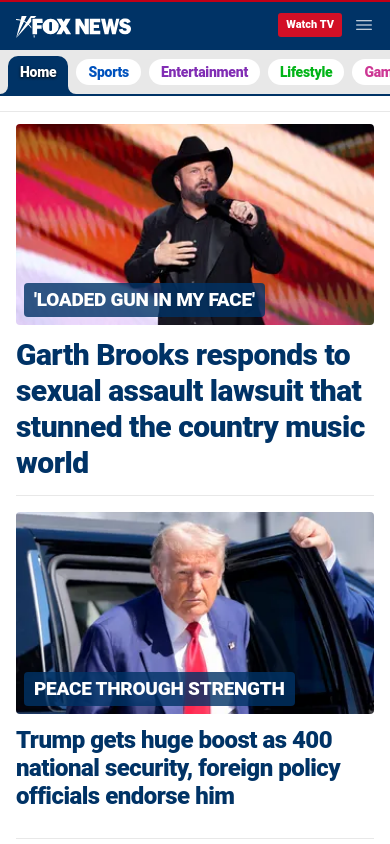 FOX NEWS
Watch TV
Home
Sports
Entertainment
Lifestyle
'LOADED GUN IN MY FACE'
Garth Brooks responds to
sexual assault lawsuit that
stunned the country music
world
PEACE THROUGH STRENGTH
Trump gets huge boost as 400
national security, foreign policy
officials endorse him